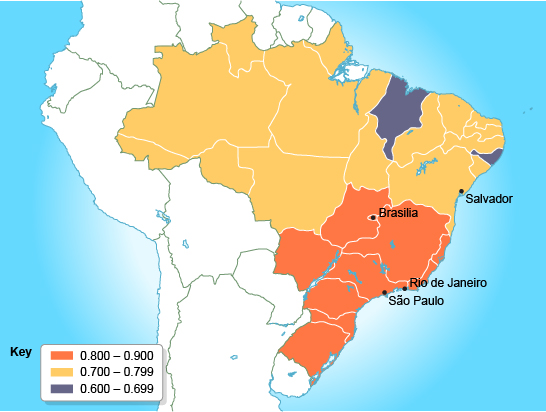 Salvador
Brasilia
Rio de Janeiro
São Paulo
Key
0.800 – 0.900
0.700 – 0.799
0.600 – 0.699